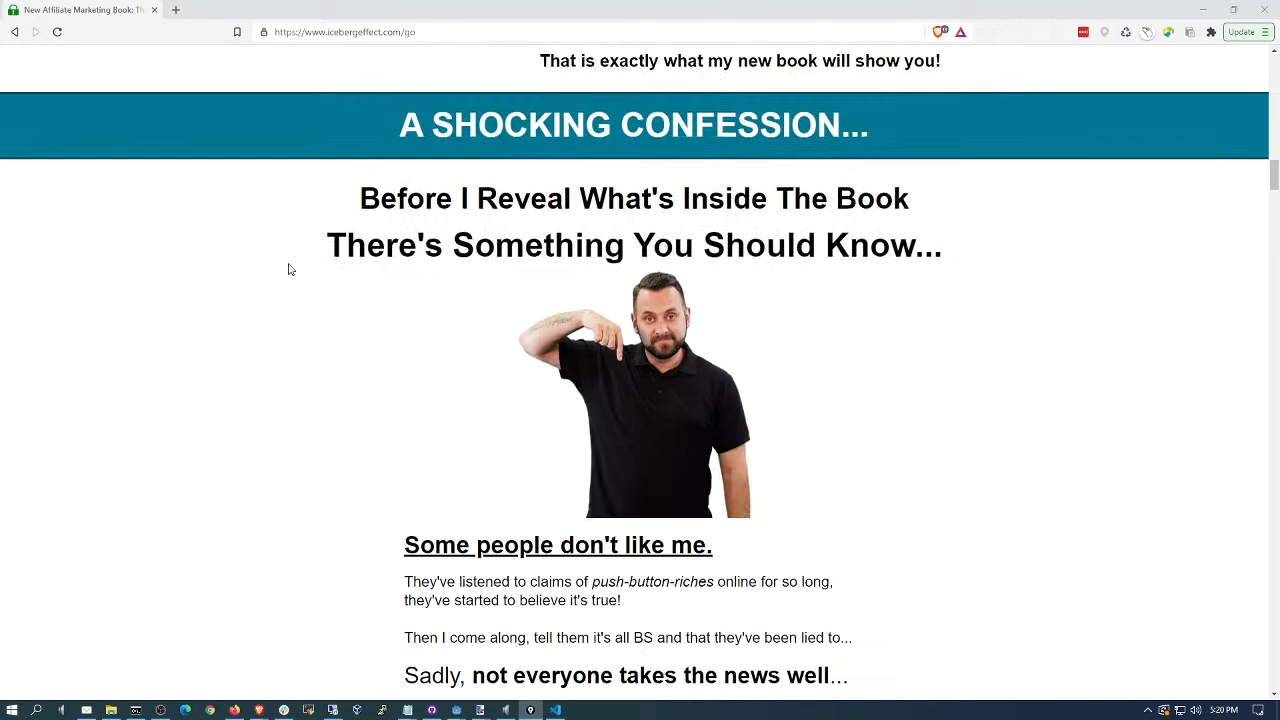 New Affiliate Marketing Book: Th
https://www.icebergeffect.com/go
Update
That is exactly what my new book will show you!
A SHOCKING CONFESSION...
Before I Reveal What's Inside The Book
There's Something You Should Know...
Some people don't like me.
They've listened to claims of push-button-riches online for so long,
they've started to believe it's true!
Then I come along, tell them it's all BS and that they've been lied to...
Sadly, not everyone takes the news well...
5:20 PM